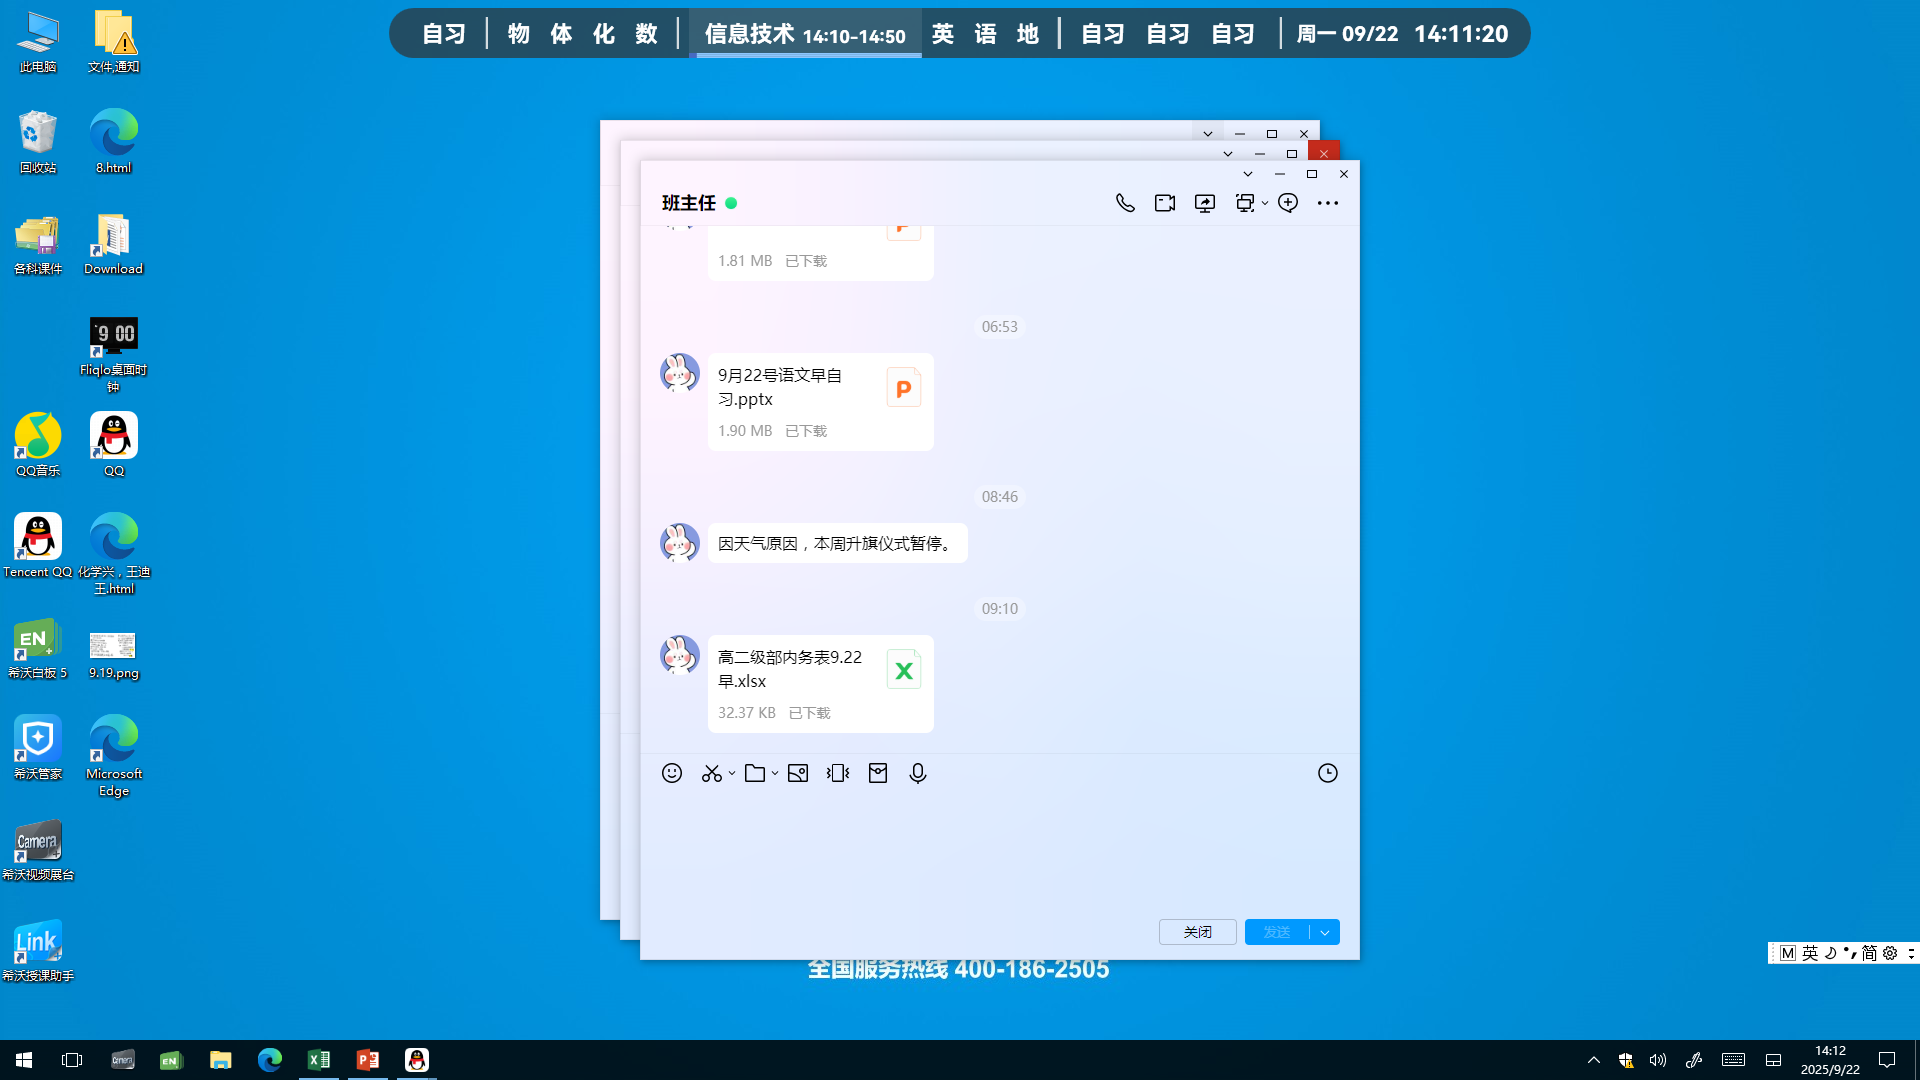 自习 物 体 化 数 信息技术 14:10-14:50 英 语 地 自习 自习 自习 周一 09/22 14:11:20
此电脑
文件,通知
回收站
8.html
各科课件
Download
9 00
Fliqlo桌面时
钟
QQ音乐
QQ
Tencent QQ
化学兴，王迪
王.html
EN
希沃白板 5
9.19.png
希沃管家
Microsoft
Edge
Camera
希沃视频展台
Link
希沃授课助手
班主任
1.81 MB 已下载
06:53
9月22号语文早自
习.pptx
P
1.90 MB 已下载
08:46
因天气原因，本周升旗仪式暂停。
09:10
高二级部内务表9.22
早.xlsx
X
32.37 KB 已下载
关闭
发送
全国服务热线 400-186-2505
M 英 简
14:12
2025/9/22